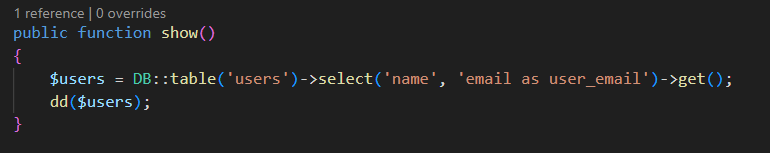 1 reference | 0 overrides
public function show()
{
    $users = DB::table('users')->select('name', 'email as user_email')->get();
    dd($users);
}